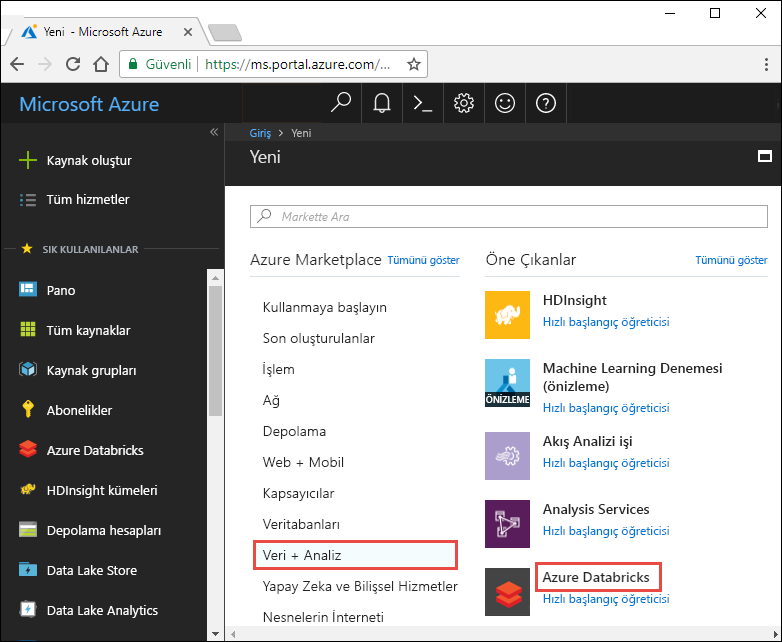 Yeni - Microsoft Azure
Güvenli | https://ms.portal.azure.com/...
Microsoft Azure
Giriş > Yeni
Yeni
Kaynak oluştur
Tüm hizmetler
SIK KULLANILANLAR
Pano
Tüm kaynaklar
Kaynak grupları
Abonelikler
Azure Databricks
HDInsight kümeleri
Depolama hesapları
Data Lake Store
Data Lake Analytics
Markette Ara
Azure Marketplace Tümünü göster
Kullanmaya başlayın
Son oluşturulanlar
İşlem
Ağ
Depolama
Web + Mobil
Kapsayıcılar
Veritabanları
Veri + Analiz
Yapay Zeka ve Bilişsel Hizmetler
Nesnelerin İnterneti
Öne Çıkanlar Tümünü göster
HDInsight
Hızlı başlangıç öğreticisi
ÖNİZLEME
Machine Learning Denemesi
(önizleme)
Hızlı başlangıç öğreticisi
Akış Analizi işi
Hızlı başlangıç öğreticisi
Analysis Services
Hızlı başlangıç öğreticisi
Azure Databricks
Hızlı başlangıç öğreticisi